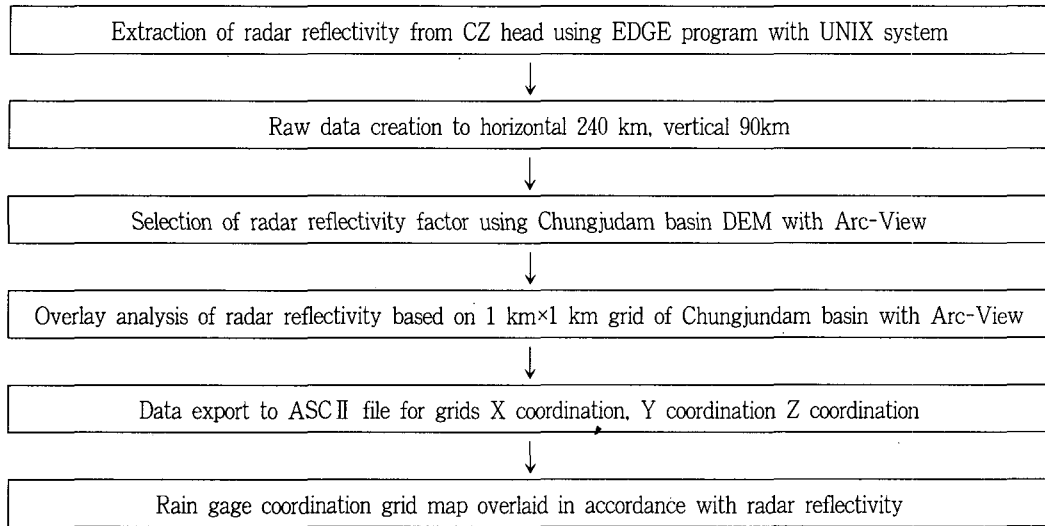 Extraction of radar reflectivity from CZ head using EDGE program with UNIX system
Raw data creation to horizontal 240 km, vertical 90km
Selection of radar reflectivity factor using Chungjudam basin DEM with Arc-View
Overlay analysis of radar reflectivity based on 1 km×1 km grid of Chungjundam basin with Arc-View
Data export to ASCⅡ file for grids X coordination, Y coordination Z coordination
Rain gage coordination grid map overlaid in accordance with radar reflectivity